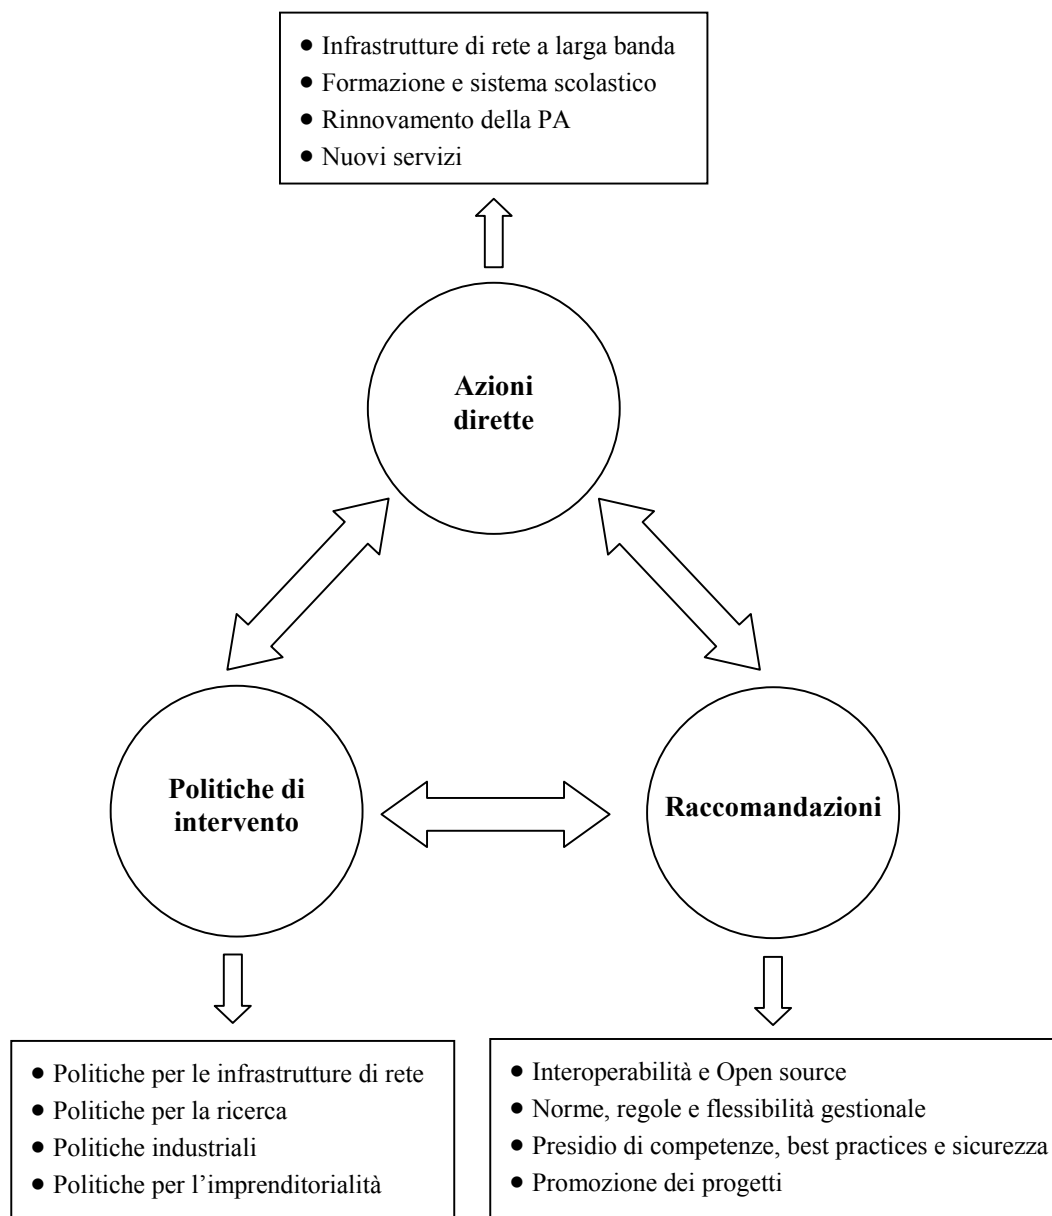 • Infrastrutture di rete a larga banda
• Formazione e sistema scolastico
• Rinnovamento della PA
• Nuovi servizi
Azioni
dirette
Politiche di
intervento
Raccomandazioni
• Politiche per le infrastrutture di rete
• Politiche per la ricerca
• Politiche industriali
• Politiche per l’imprenditorialità
• Interoperabilità e Open source
• Norme, regole e flessibilità gestionale
• Presidio di competenze, best practices e sicurezza
• Promozione dei progetti